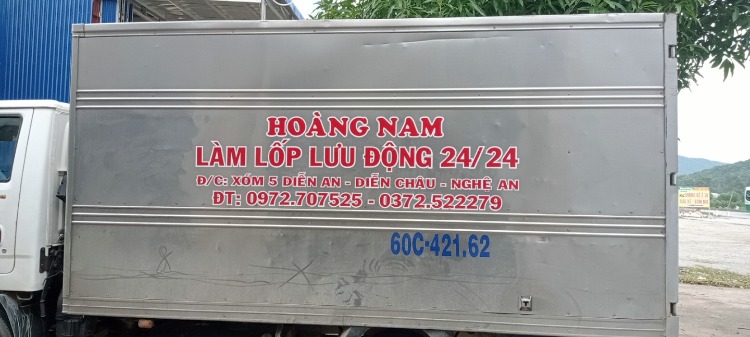 HOÀNG NAM
LÀM LỐP LƯU ĐỘNG 24/24
Đ/C: XÓM 5 DIỄN AN - DIỄN CHÂU - NGHỆ AN
ĐT: 0972.707525 - 0372.522279
60C-421.62